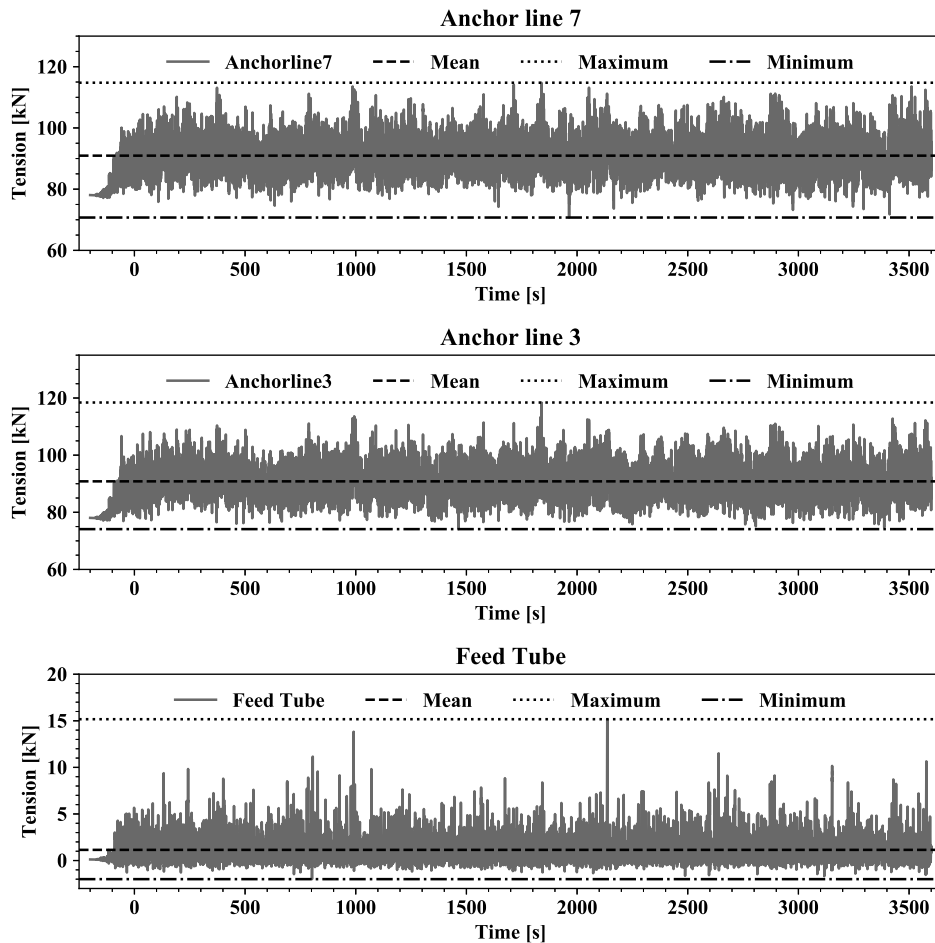 Anchor line 7
Anchorline7 Mean Maximum Minimum
120
100
80
60
Tension [kN]
0 500 1000 1500 2000 2500 3000 3500
Time [s]
Anchor line 3
Anchorline3 Mean Maximum Minimum
120
100
80
60
Tension [kN]
0 500 1000 1500 2000 2500 3000 3500
Time [s]
Feed Tube
Feed Tube Mean Maximum Minimum
20
15
10
5
0
Tension [kN]
0 500 1000 1500 2000 2500 3000 3500
Time [s]